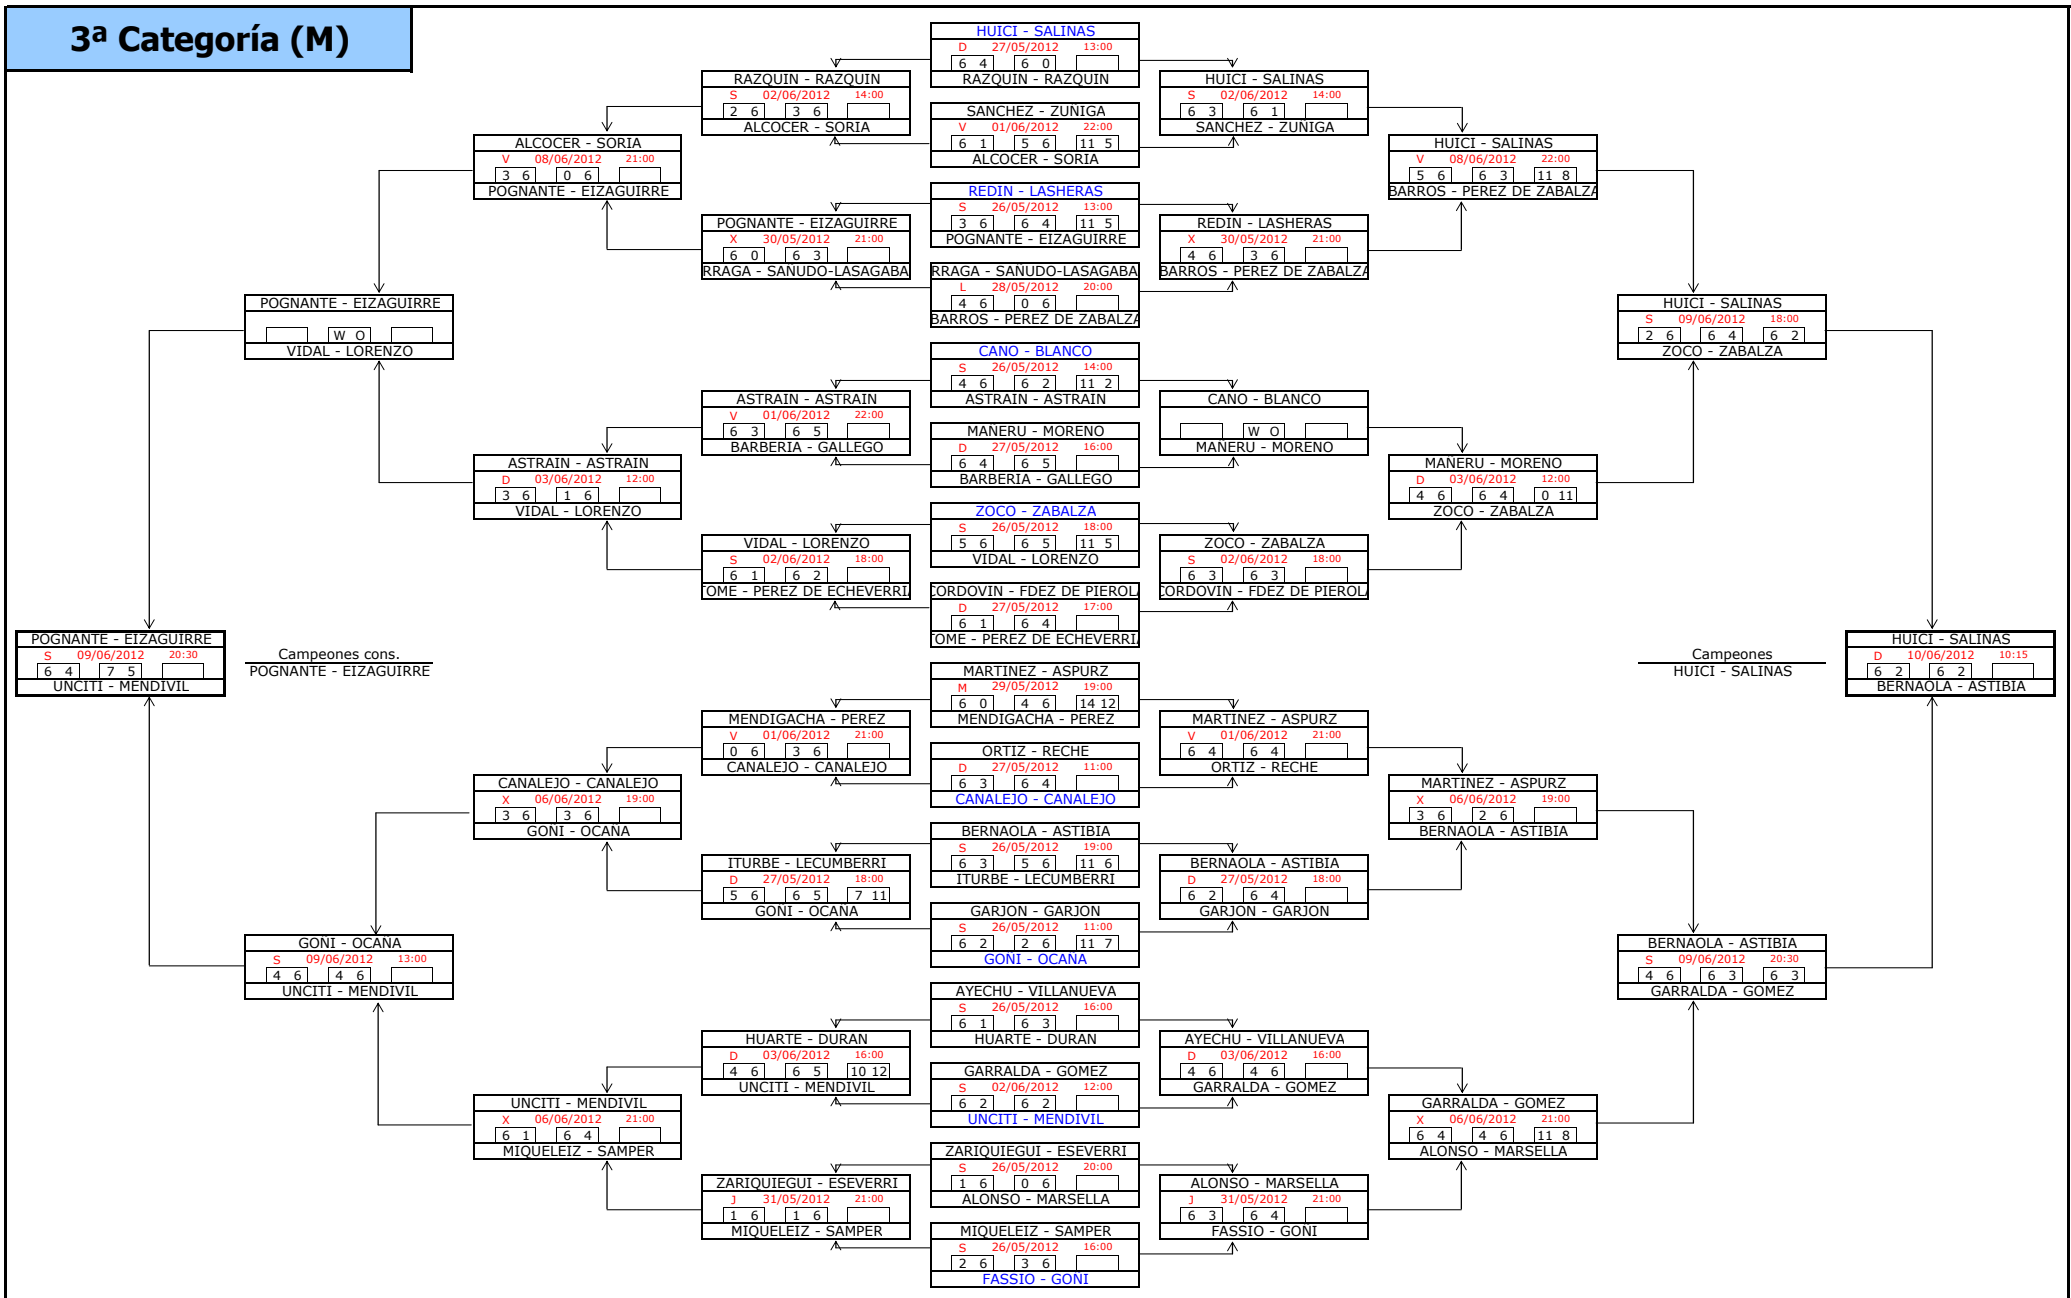 3ª Categoría (M)
POGNANTE - EIZAGUIRRE
S 09/06/2012 20:30
6 4 7 5
UNCITI - MENDIVIL
Campeones cons.
POGNANTE - EIZAGUIRRE
POGNANTE - EIZAGUIRRE
W O
VIDAL - LORENZO
GOÑI - OCAÑA
S 09/06/2012 13:00
4 6 4 6
UNCITI - MENDIVIL
ALCOCER - SORIA
V 08/06/2012 21:00
3 6 0 6
POGNANTE - EIZAGUIRRE
ASTRAIN - ASTRAIN
D 03/06/2012 12:00
3 6 1 6
VIDAL - LORENZO
CANALEJO - CANALEJO
X 06/06/2012 19:00
3 6 3 6
GOÑI - OCAÑA
UNCITI - MENDIVIL
X 06/06/2012 21:00
6 1 6 4
MIQUELEIZ - SAMPER
RAZQUIN - RAZQUIN
S 02/06/2012 14:00
2 6 3 6
ALCOCER - SORIA
POGNANTE - EIZAGUIRRE
X 30/05/2012 21:00
6 0 6 3
RRAGA - SAÑUDO-LASAGABA
ASTRAIN - ASTRAIN
V 01/06/2012 22:00
6 3 6 5
BARBERIA - GALLEGO
VIDAL - LORENZO
S 02/06/2012 18:00
6 1 6 2
TOME - PEREZ DE ECHEVERRIA
MENDIGACHA - PEREZ
V 01/06/2012 21:00
0 6 3 6
CANALEJO - CANALEJO
ITURBE - LECUMBERRI
D 27/05/2012 18:00
5 6 6 5 7 11
GOÑI - OCAÑA
HUARTE - DURAN
D 03/06/2012 16:00
4 6 6 5 10 12
UNCITI - MENDIVIL
ZARIQUIEGUI - ESEVERRI
J 31/05/2012 21:00
1 6 1 6
MIQUELEIZ - SAMPER
HUICI - SALINAS
D 27/05/2012 13:00
6 4 6 0
RAZQUIN - RAZQUIN
SANCHEZ - ZUÑIGA
V 01/06/2012 22:00
6 1 5 6 11 5
ALCOCER - SORIA
REDIN - LASHERAS
S 26/05/2012 13:00
3 6 6 4 11 5
POGNANTE - EIZAGUIRRE
RRAGA - SAÑUDO-LASAGABA
L 28/05/2012 20:00
4 6 0 6
BARROS - PEREZ DE ZABALZA
CANO - BLANCO
S 26/05/2012 14:00
4 6 6 2 11 2
ASTRAIN - ASTRAIN
MAÑERU - MORENO
D 27/05/2012 16:00
6 4 6 5
BARBERIA - GALLEGO
ZOCO - ZABALZA
S 26/05/2012 18:00
5 6 6 5 11 5
VIDAL - LORENZO
CORDOVIN - FDEZ DE PIEROLA
D 27/05/2012 17:00
6 1 6 4
TOME - PEREZ DE ECHEVERRIA
MARTINEZ - ASPURZ
M 29/05/2012 19:00
6 0 4 6 14 12
MENDIGACHA - PEREZ
ORTIZ - RECHE
D 27/05/2012 11:00
6 3 6 4
CANALEJO - CANALEJO
BERNAOLA - ASTIBIA
S 26/05/2012 19:00
6 3 5 6 11 6
ITURBE - LECUMBERRI
GARJON - GARJON
S 26/05/2012 11:00
6 2 2 6 11 7
GOÑI - OCAÑA
AYECHU - VILLANUEVA
S 26/05/2012 16:00
6 1 6 3
HUARTE - DURAN
GARRALDA - GOMEZ
S 02/06/2012 12:00
6 2 6 2
UNCITI - MENDIVIL
ZARIQUIEGUI - ESEVERRI
S 26/05/2012 20:00
1 6 0 6
ALONSO - MARSELLA
MIQUELEIZ - SAMPER
S 26/05/2012 16:00
2 6 3 6
FASSIO - GOÑI
HUICI - SALINAS
S 02/06/2012 14:00
6 3 6 1
SANCHEZ - ZUÑIGA
REDIN - LASHERAS
X 30/05/2012 21:00
4 6 3 6
BARROS - PEREZ DE ZABALZA
CANO - BLANCO
W O
MAÑERU - MORENO
ZOCO - ZABALZA
S 02/06/2012 18:00
6 3 6 3
CORDOVIN - FDEZ DE PIEROLA
MARTINEZ - ASPURZ
V 01/06/2012 21:00
6 4 6 4
ORTIZ - RECHE
BERNAOLA - ASTIBIA
D 27/05/2012 18:00
6 2 6 4
GARJON - GARJON
AYECHU - VILLANUEVA
D 03/06/2012 16:00
4 6 4 6
GARRALDA - GOMEZ
ALONSO - MARSELLA
J 31/05/2012 21:00
6 3 6 4
FASSIO - GOÑI
HUICI - SALINAS
V 08/06/2012 22:00
5 6 6 3 11 8
BARROS - PEREZ DE ZABALZA
MAÑERU - MORENO
D 03/06/2012 12:00
4 6 6 4 0 11
ZOCO - ZABALZA
MARTINEZ - ASPURZ
X 06/06/2012 19:00
3 6 2 6
BERNAOLA - ASTIBIA
GARRALDA - GOMEZ
X 06/06/2012 21:00
6 4 4 6 11 8
ALONSO - MARSELLA
HUICI - SALINAS
S 09/06/2012 18:00
2 6 6 4 6 2
ZOCO - ZABALZA
BERNAOLA - ASTIBIA
S 09/06/2012 20:30
4 6 6 3 6 3
GARRALDA - GOMEZ
Campeones
HUICI - SALINAS
HUICI - SALINAS
D 10/06/2012 10:15
6 2 6 2
BERNAOLA - ASTIBIA